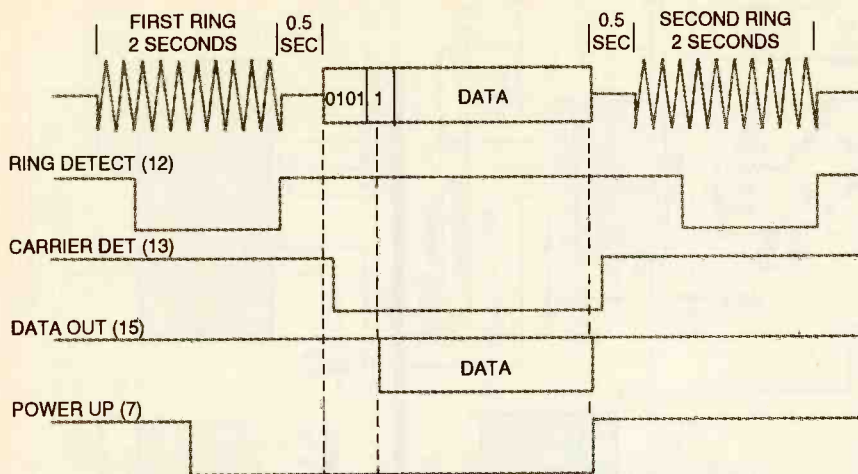 FIRST RING
2 SECONDS
0.5
SEC
0.5
SEC
SECOND RING
2 SECONDS
0101
1
DATA
RING DETECT (12)
CARRIER DET (13)
DATA OUT (15)
DATA
POWER UP (7)